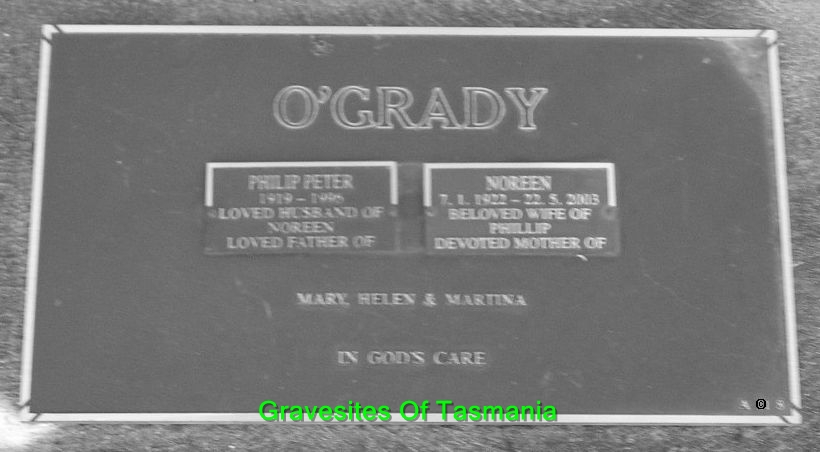 O'GRADY
PHILIP PETER
1919 – 1996
LOVED HUSBAND OF
NOREEN
LOVED FATHER OF
NOREEN
7. 1. 1922 – 22. 5. 2003
BELOVED WIFE OF
PHILLIP
DEVOTED MOTHER OF
MARY, HELEN & MARTINA
IN GOD'S CARE
Gravesites Of Tasmania
©